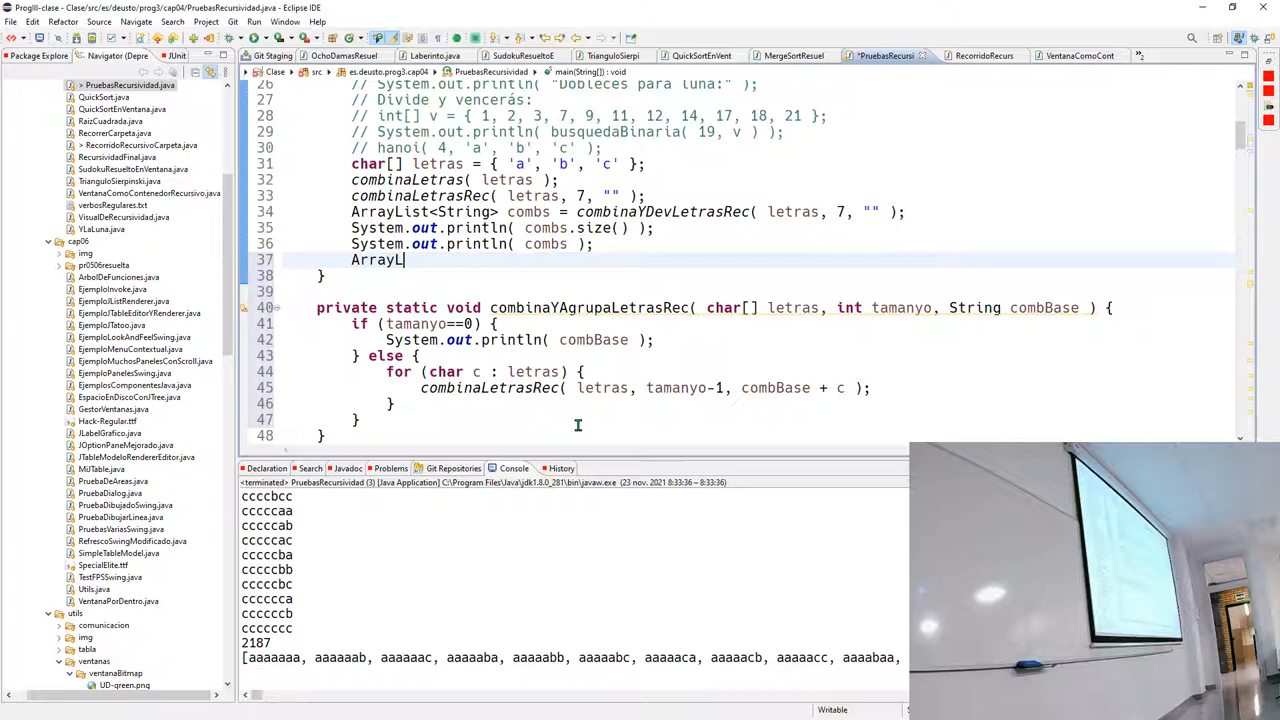 ProgIII-clase - Clase/src/es/deusto/prog3/cap04/PruebasRecursividad.java - Eclipse IDE
File Edit Source Refactor Navigate Search Project Git Run Window Help
Package Explorer Navigator (Depre JUnit
Git Staging OchoDamasResuel Laberinto.java SudokuResueltoE TrianguloSierpi QuickSortEnVent MergeSortResuel *PruebasRecursi RecorridoRecurs VentanaComoCont »2
Clase src es.deusto.prog3.cap04 PruebasRecursividad main(String[]) : void
> PruebasRecursividad.java
QuickSort.java
QuickSortEnVentana.java
RaizCuadrada.java
RecorrerCarpeta.java
> RecorridoRecursivoCarpeta.java
RecursividadFinal.java
SudokuResueltoEnVentana.java
TrianguloSierpinski.java
VentanaComoContenedorRecursivo.java
verbosRegulares.txt
VisualDeRecursividad.java
YLaLuna.java
cap06
img
pr0506resuelta
ArbolDeFunciones.java
EjemploInvoke.java
EjemploJListRenderer.java
EjemploJTableEditorYRenderer.java
EjemploJTatoo.java
EjemploLookAndFeelSwing.java
EjemploMenuContextual.java
EjemploMuchosPanelesConScroll.java
EjemploPanelesSwing.java
EjemplosComponentesJava.java
EspacioEnDiscoConJTree.java
GestorVentanas.java
Hack-Regular.ttf
JLabelGrafico.java
JOptionPaneMejorado.java
JTableModeloRendererEditor.java
MiJTable.java
PruebaDeAreas.java
PruebaDialog.java
PruebaDibujadoSwing.java
PruebaDibujarLinea.java
PruebasVariasSwing.java
RefrescoSwingModificado.java
SimpleTableModel.java
SpecialElite.ttf
TestFPSSwing.java
Utils.java
VentanaPorDentro.java
utils
comunicacion
img
tabla
ventanas
ventanaBitmap
UD-green.png
26 // System.out.println( "Dobleces para luna:" );
27 // Divide y vencerás:
28 // int[] v = { 1, 2, 3, 7, 9, 11, 12, 14, 17, 18, 21 };
29 // System.out.println( busquedaBinaria( 19, v ) );
30 // hanoi( 4, 'a', 'b', 'c' );
31 char[] letras = { 'a', 'b', 'c' };
32 combinaLetras( letras );
33 combinaLetrasRec( letras, 7, "" );
34 ArrayList<String> combs = combinaYDevLetrasRec( letras, 7, "" );
35 System.out.println( combs.size() );
36 System.out.println( combs );
37 ArrayL
38 }
39
40 private static void combinaYAgrupaLetrasRec( char[] letras, int tamanyo, String combBase ) {
41 if (tamanyo==0) {
42 System.out.println( combBase );
43 } else {
44 for (char c : letras) {
45 combinaLetrasRec( letras, tamanyo-1, combBase + c );
46 }
47 }
48 }
Declaration Search Javadoc Problems Git Repositories Console History
<terminated> PruebasRecursividad (3) [Java Application] C:\Program Files\Java\jdk1.8.0_281\bin\javaw.exe (23 nov. 2021 8:33:36 – 8:33:36)
ccccbcc
cccccaa
cccccab
cccccac
cccccba
cccccbb
cccccbc
cccccca
ccccccb
ccccccc
2187
[aaaaaaa, aaaaaab, aaaaaac, aaaaaba, aaaaabb, aaaaabc, aaaaaca, aaaaacb, aaaaacc, aaaabaa,
Writable